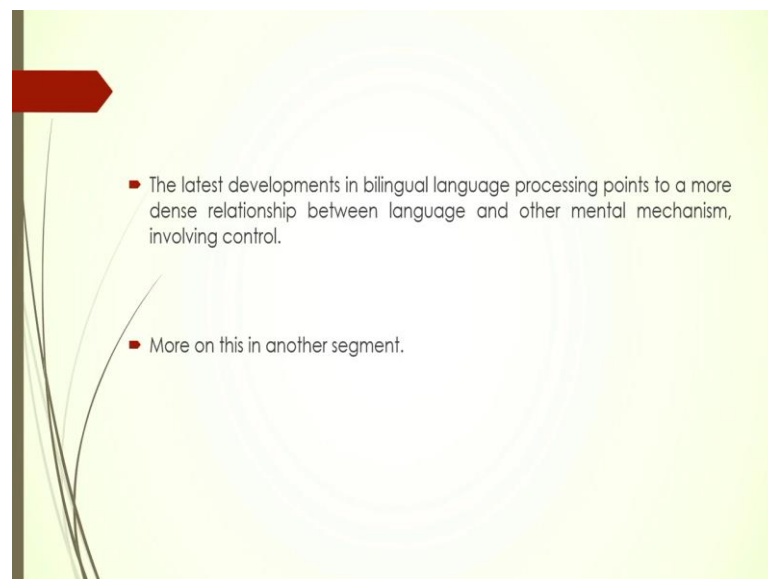 The latest developments in bilingual language processing points to a more
dense relationship between language and other mental mechanism,
involving control.
More on this in another segment.